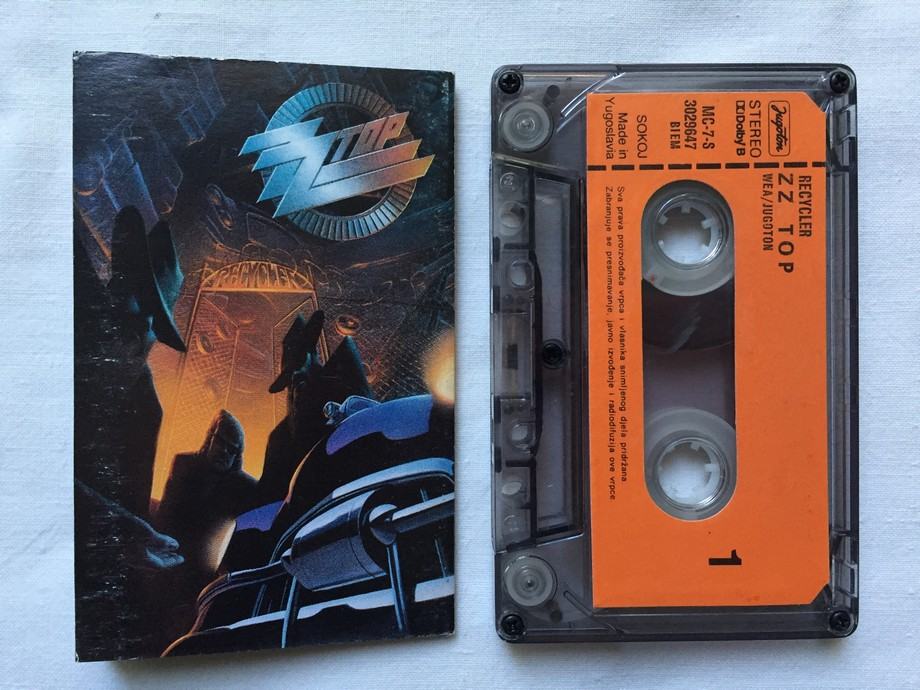 ZZ TOP
RECYCLER
Jugoton
STEREO
Dolby B
MC-7-S
3029647
BIEM
SOKOJ
Made in
Yugoslavia
RECYCLER
ZZ TOP
WEA/JUGOTON
Sva prava proizvođača vrpca i vlasnika snimljenog djela pridržana
Zabranjuje se presnimavanje, javno izvođenje i radiodifuzija ove vrpce
1